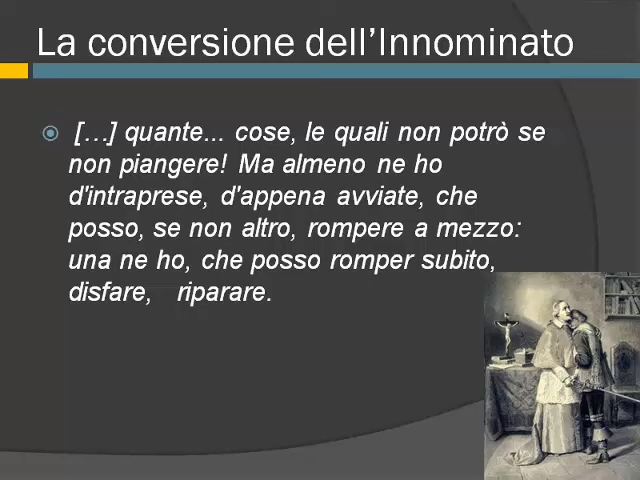 La conversione dell’Innominato
[…] quante... cose, le quali non potrò se
non piangere! Ma almeno ne ho
d'intraprese, d'appena avviate, che
posso, se non altro, rompere a mezzo:
una ne ho, che posso romper subito,
disfare, riparare.